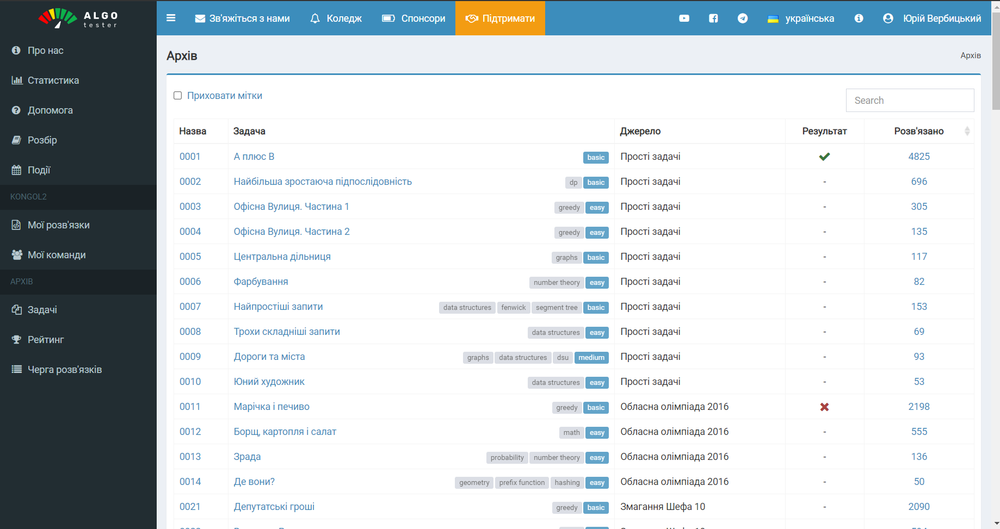 ALGO
tester
Зв'яжіться з нами
Коледж
Спонсори
Підтримати
українська
Юрій Вербицький
Про нас
Статистика
Допомога
Розбір
Події
KONGOL2
Мої розв'язки
Мої команди
АРХІВ
Задачі
Рейтинг
Черга розв'язків
Архів
Архів
Приховати мітки
Search
Назва Задача Джерело Результат Розв'язано
0001 А плюс В basic Прості задачі 4825
0002 Найбільша зростаюча підпослідовність dp basic Прості задачі - 696
0003 Офісна Вулиця. Частина 1 greedy easy Прості задачі - 305
0004 Офісна Вулиця. Частина 2 greedy easy Прості задачі - 135
0005 Центральна дільниця graphs basic Прості задачі - 117
0006 Фарбування number theory easy Прості задачі - 82
0007 Найпростіші запити data structures fenwick segment tree basic Прості задачі - 153
0008 Трохи складніші запити data structures easy Прості задачі - 69
0009 Дороги та міста graphs data structures dsu medium Прості задачі - 93
0010 Юний художник data structures easy Прості задачі - 53
0011 Марічка і печиво greedy basic Обласна олімпіада 2016 2198
0012 Борщ, картопля і салат math easy Обласна олімпіада 2016 - 555
0013 Зрада probability number theory easy Обласна олімпіада 2016 - 136
0014 Де вони? geometry prefix function hashing easy Обласна олімпіада 2016 - 50
0021 Депутатські гроші greedy basic Змагання Шефа 10 - 2090